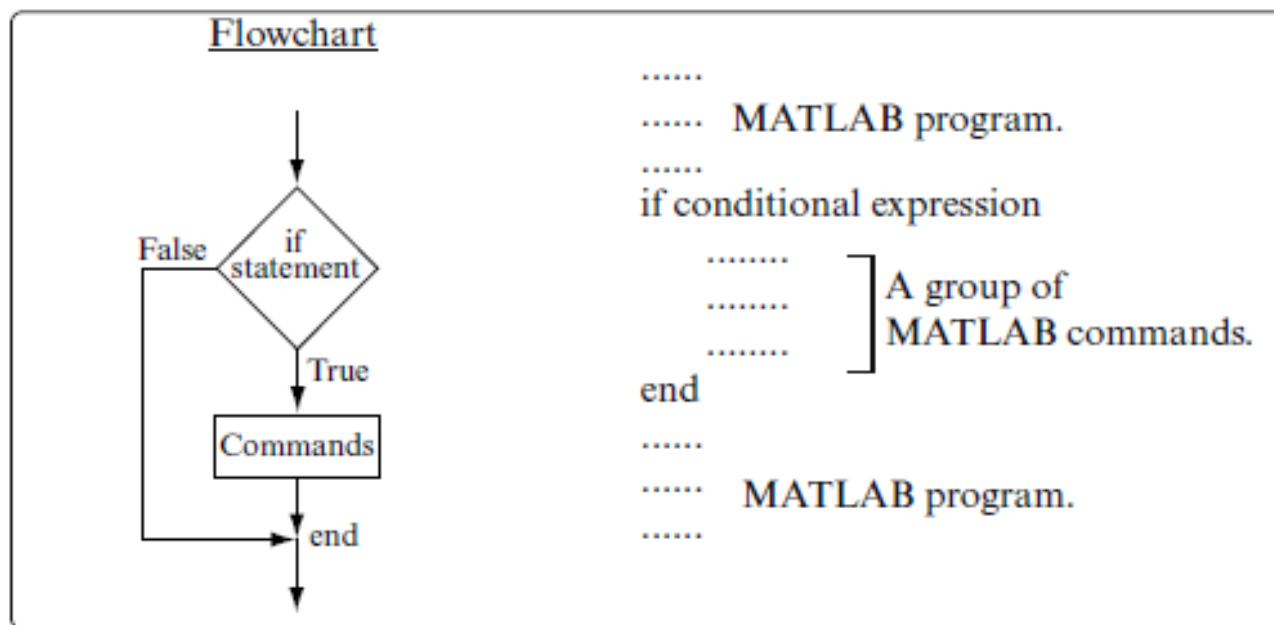 Flowchart
False
if
statement
True
Commands
end
......
...... MATLAB program.
......
if conditional expression
........
........
........
A group of
MATLAB commands.
end
......
...... MATLAB program.
......